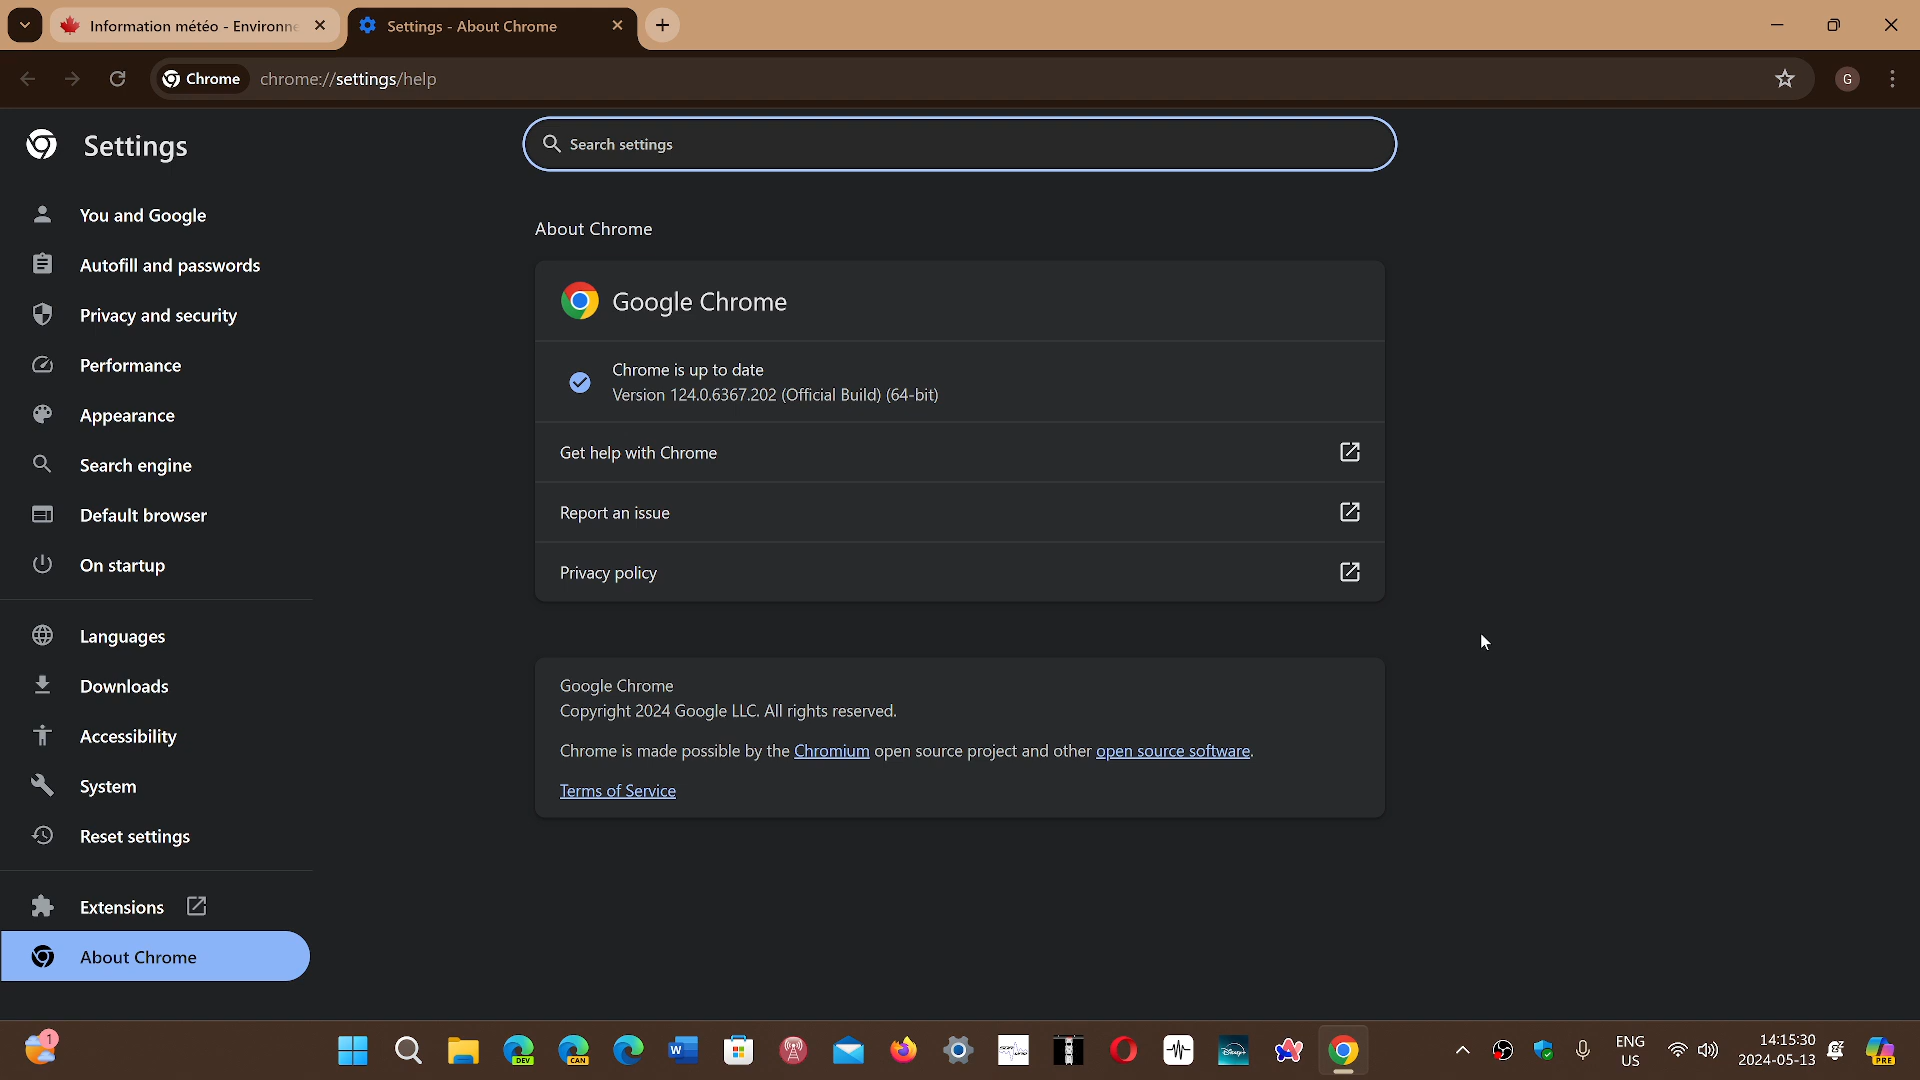 Information météo - Environne
Settings - About Chrome
Chrome
chrome://settings/help
G
Settings
Search settings
You and Google
Autofill and passwords
Privacy and security
Performance
Appearance
Search engine
Default browser
On startup
Languages
Downloads
Accessibility
System
Reset settings
Extensions
About Chrome
About Chrome
Google Chrome
Chrome is up to date
Version 124.0.6367.202 (Official Build) (64-bit)
Get help with Chrome
Report an issue
Privacy policy
Google Chrome
Copyright 2024 Google LLC. All rights reserved.
Chrome is made possible by the Chromium open source project and other open source software.
Terms of Service
1
DEV
CAN
W
Disney+
ENG
US
14:15:30
2024-05-13
PRE